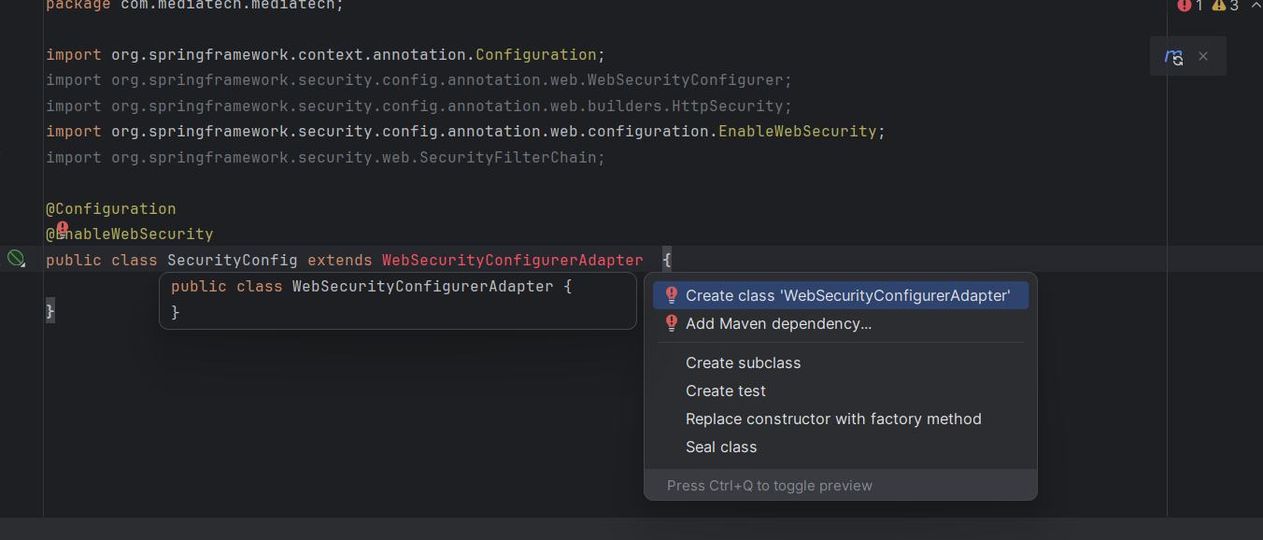 package com.mediatech.mediatech;
1 3
import org.springframework.context.annotation.Configuration;
import org.springframework.security.config.annotation.web.WebSecurityConfigurer;
import org.springframework.security.config.annotation.web.builders.HttpSecurity;
import org.springframework.security.config.annotation.web.configuration.EnableWebSecurity;
import org.springframework.security.web.SecurityFilterChain;
@Configuration
@EnableWebSecurity
public class SecurityConfig extends WebSecurityConfigurerAdapter {
public class WebSecurityConfigurerAdapter {
}
}
Create class 'WebSecurityConfigurerAdapter'
Add Maven dependency...
Create subclass
Create test
Replace constructor with factory method
Seal class
Press Ctrl+Q to toggle preview